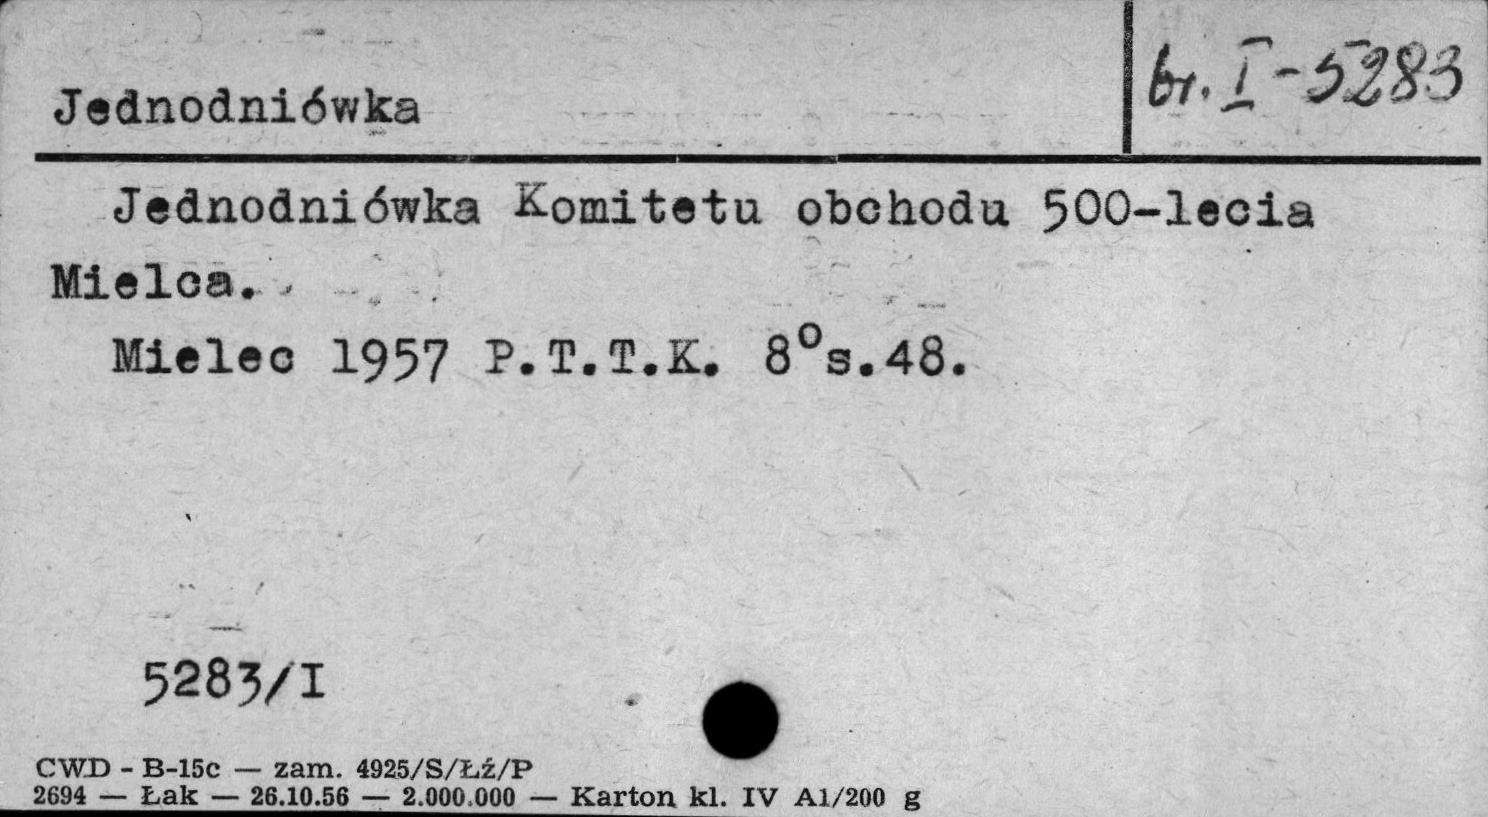 Jednodniówka
br. I-5283
Jednodniówka Komitetu obchodu 500-lecia
Mielca.
Mielec 1957 P.T.T.K. 8°s.48.
5283/I
CWD - B-15c — zam. 4925/S/Łź/P
2694 — Łak — 26.10.56 — 2.000.000 — Karton kl. IV A1/200 g